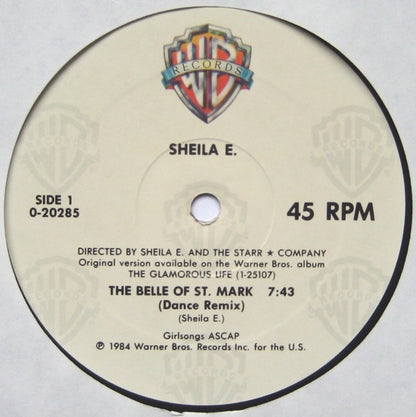 WB
RECORDS
SHEILA E.
SIDE 1
0-20285
45 RPM
DIRECTED BY SHEILA E. AND THE STARR ★ COMPANY
Original version available on the Warner Bros. album
THE GLAMOROUS LIFE (1-25107)
THE BELLE OF ST. MARK 7:43
(Dance Remix)
(Sheila E.)
Girlsongs ASCAP
℗ 1984 Warner Bros. Records Inc. for the U.S.